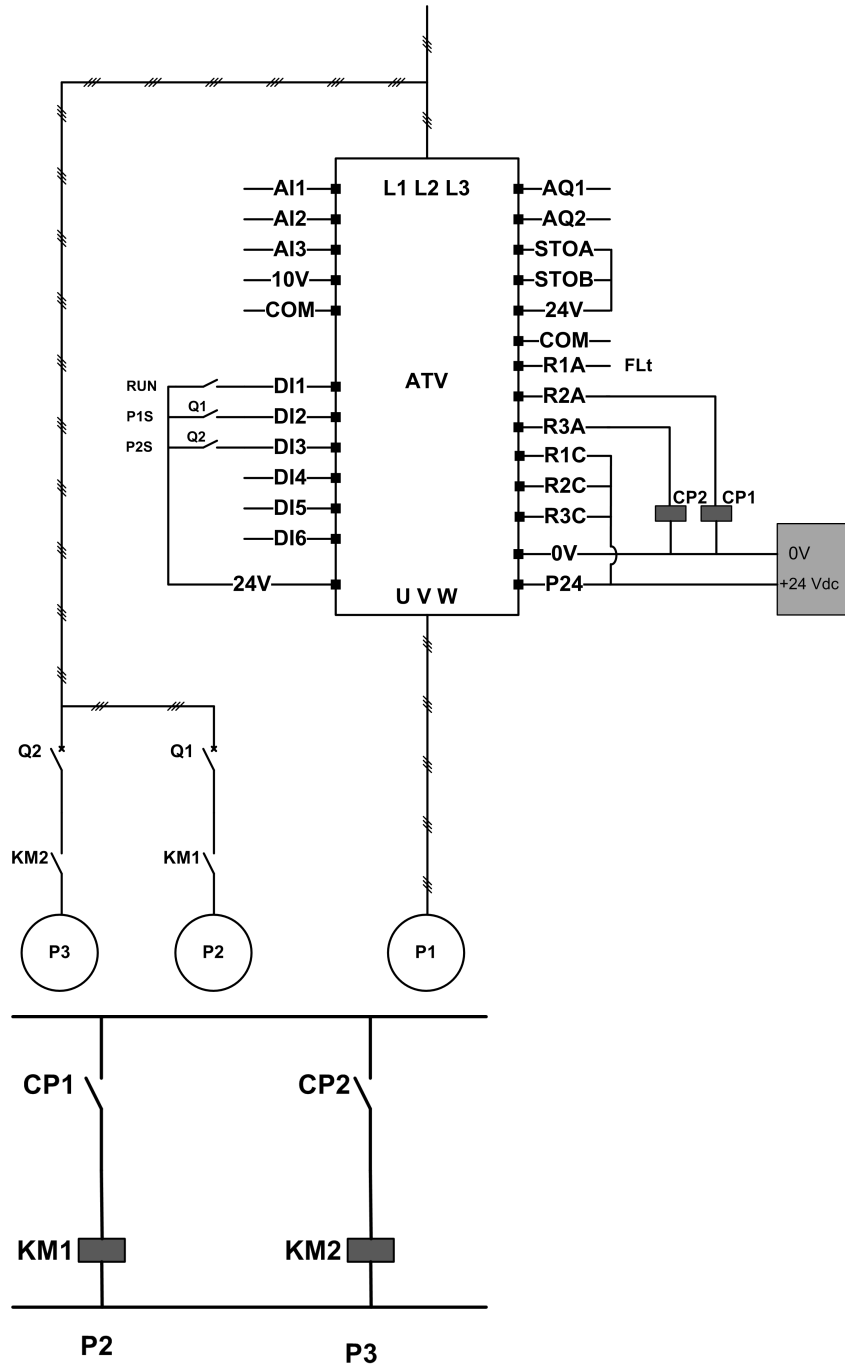 L1 L2 L3
AI1
AQ1
AI2
AQ2
AI3
STOA
10V
STOB
COM
24V
COM
R1A
FLt
ATV
RUN
DI1
R2A
P1S
Q1
DI2
R3A
P2S
Q2
DI3
R1C
DI4
R2C
CP2
CP1
DI5
R3C
DI6
0V
0V
24V
P24
+24 Vdc
U V W
Q2
Q1
KM2
KM1
P3
P2
P1
CP1
CP2
KM1
KM2
P2
P3